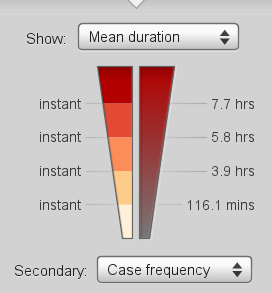 Show: Mean duration
instant 7.7 hrs
instant 5.8 hrs
instant 3.9 hrs
instant 116.1 mins
Secondary: Case frequency